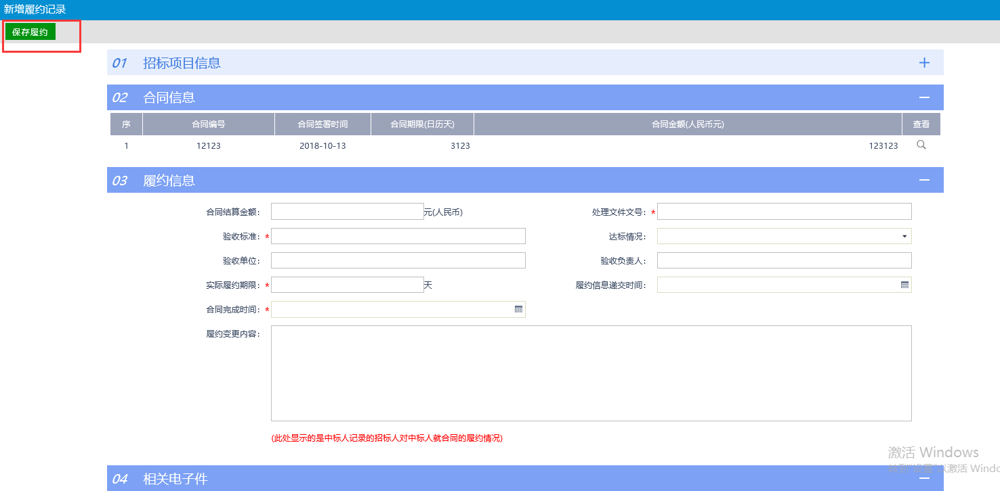 新增履约记录
保存履约
01 招标项目信息
02 合同信息
序 合同编号 合同签署时间 合同期限(日历天) 合同金额(人民币元) 查看
1 12123 2018-10-13 3123 123123
03 履约信息
合同结算金额: 元(人民币) 处理文件文号: *
验收标准: * 达标情况:
验收单位: 验收负责人:
实际履约期限: * 天 履约信息递交时间:
合同完成时间: *
履约变更内容:
(此处显示的是中标人记录的招标人对中标人就合同的履约情况)
激活 Windows
激活 Windo
04 相关电子件